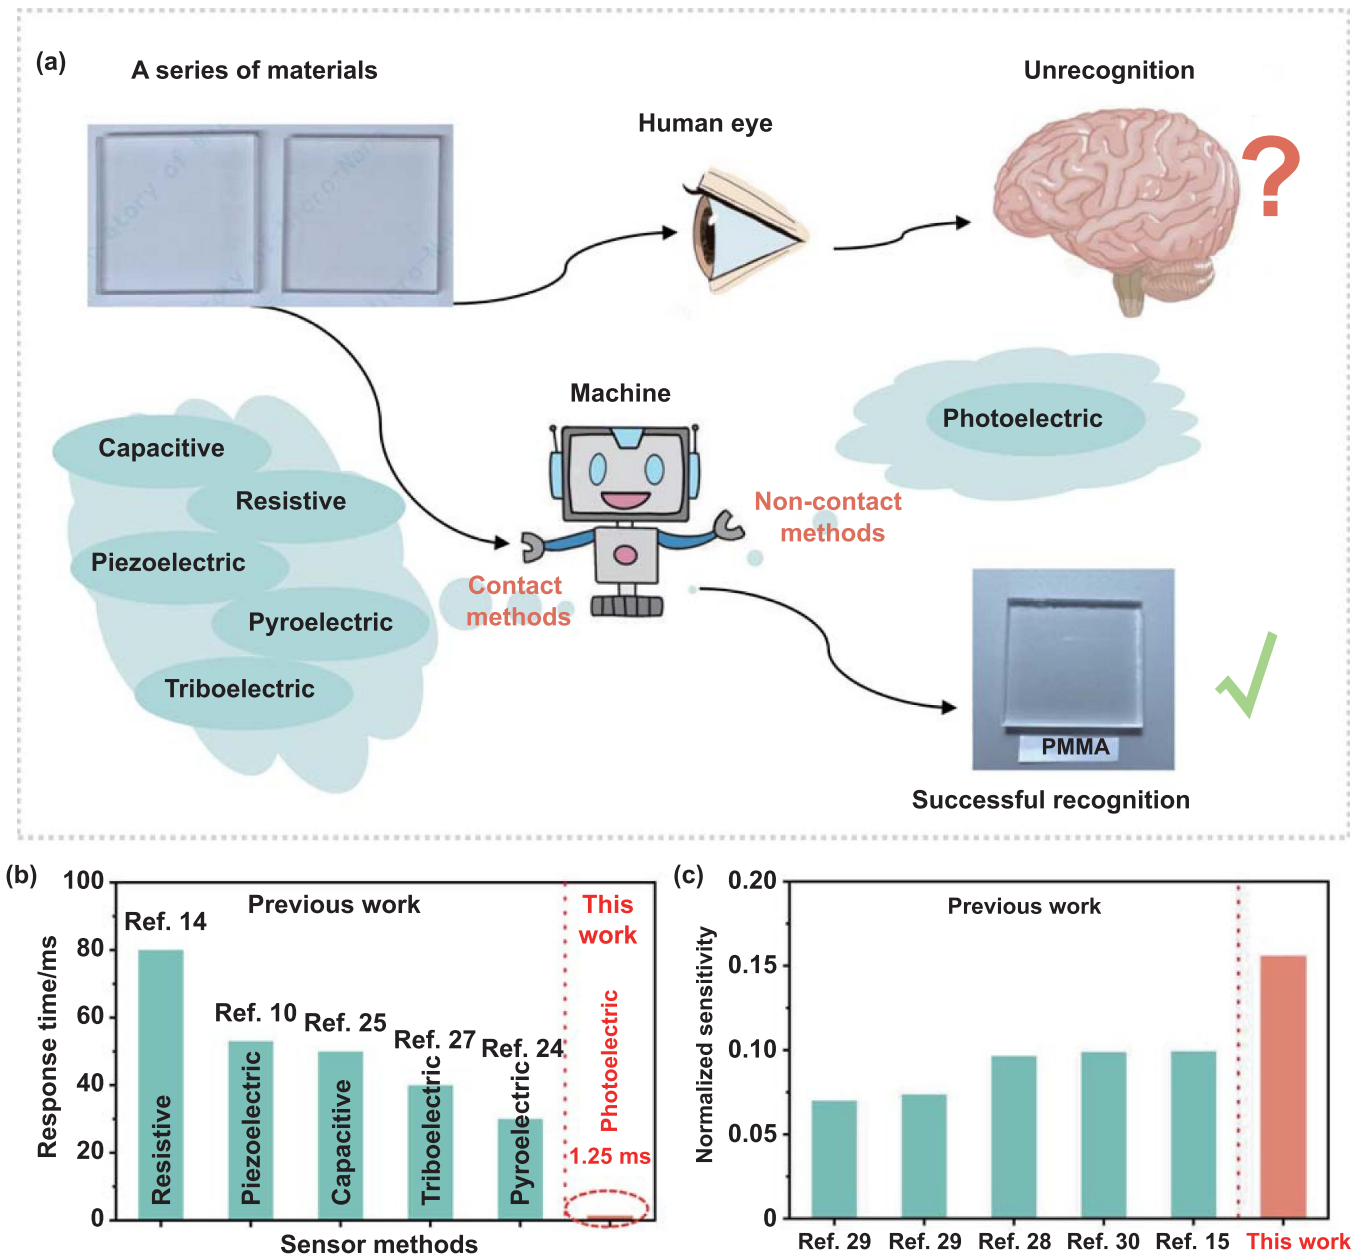 (a)
A series of materials
Human eye
Unrecognition
?
Capacitive
Resistive
Piezoelectric
Pyroelectric
Triboelectric
Machine
Contact
methods
Non-contact
methods
Photoelectric
PMMA
Successful recognition
(b)
Response time/ms
100
80
60
40
20
0
Previous work
This
work
Ref. 14
Ref. 10
Ref. 25
Ref. 27
Ref. 24
Resistive
Piezoelectric
Capacitive
Triboelectric
Pyroelectric
Photoelectric
1.25 ms
Sensor methods
(c)
Normalized sensitivity
0.20
0.15
0.10
0.05
0
Previous work
Ref. 29
Ref. 29
Ref. 28
Ref. 30
Ref. 15
This work